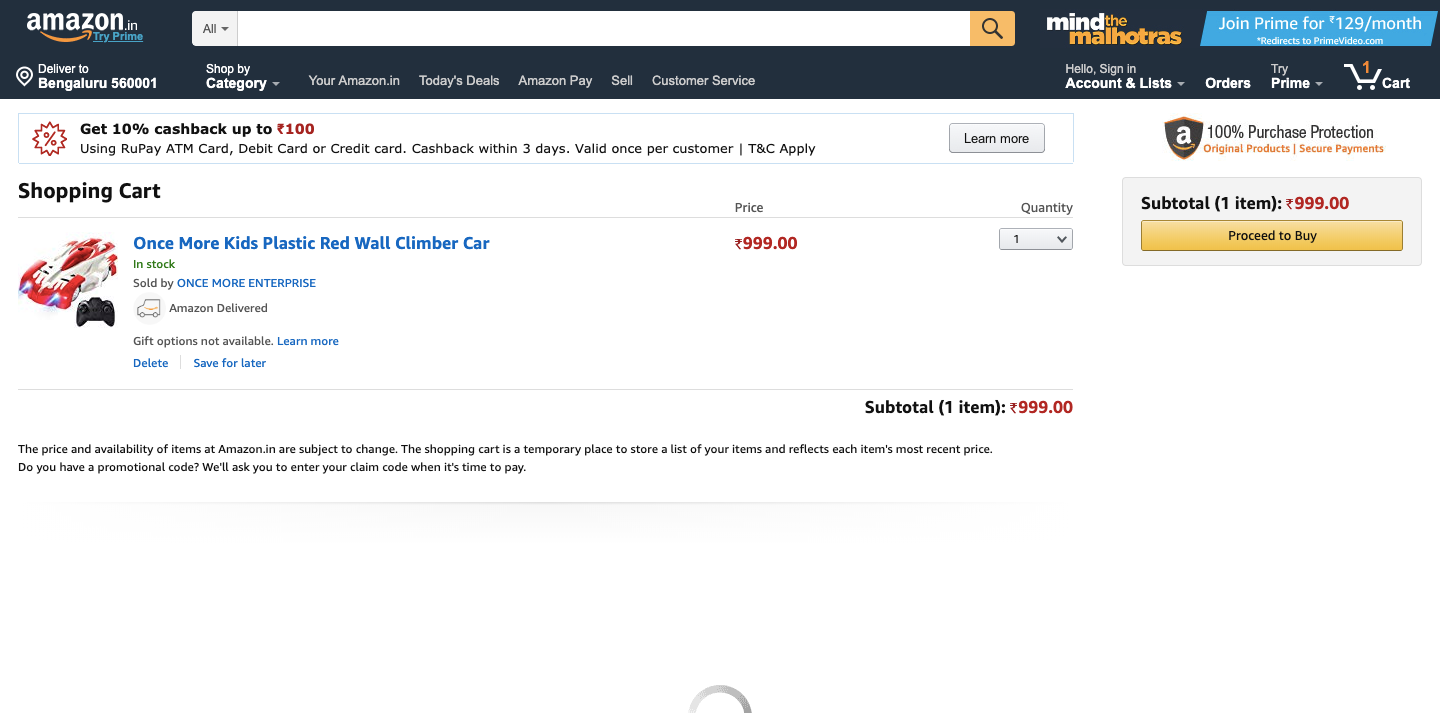 amazon.in
Try Prime
All
mind the malhotras
Join Prime for ₹129/month
*Redirects to PrimeVideo.com
Deliver to
Bengaluru 560001
Shop by
Category
Your Amazon.in Today's Deals Amazon Pay Sell Customer Service
Hello, Sign in
Account & Lists
Orders
Try
Prime
1
Cart
Get 10% cashback up to ₹100
Using RuPay ATM Card, Debit Card or Credit card. Cashback within 3 days. Valid once per customer | T&C Apply
Learn more
100% Purchase Protection
Original Products | Secure Payments
Shopping Cart
Price Quantity
Once More Kids Plastic Red Wall Climber Car
₹999.00
1
In stock
Sold by ONCE MORE ENTERPRISE
Amazon Delivered
Gift options not available. Learn more
Delete Save for later
Subtotal (1 item): ₹999.00
Proceed to Buy
Subtotal (1 item): ₹999.00
The price and availability of items at Amazon.in are subject to change. The shopping cart is a temporary place to store a list of your items and reflects each item's most recent price.
Do you have a promotional code? We'll ask you to enter your claim code when it's time to pay.